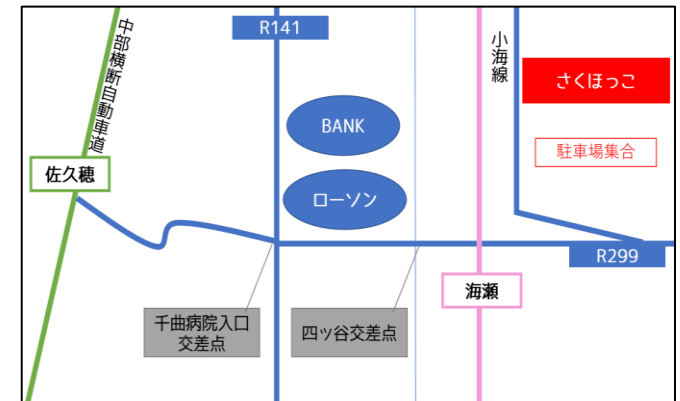 中部横断自動車道
R141
小海線
さくほっこ
BANK
駐車場集合
佐久穂
ローソン
R299
海瀬
千曲病院入口
交差点
四ッ谷交差点